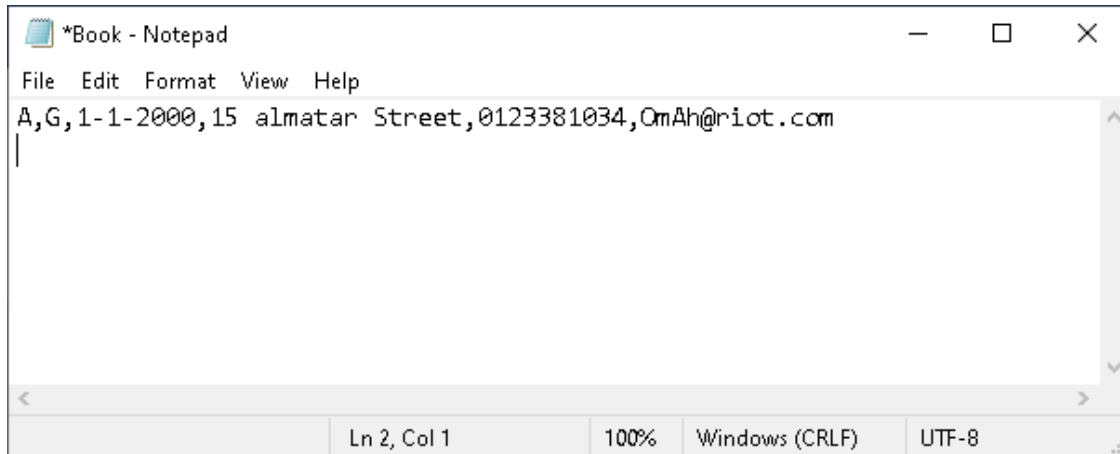 *Book - Notepad
File Edit Format View Help
A,G,1-1-2000,15 almatar Street,0123381034,OmAh@riot.com
Ln 2, Col 1 100% Windows (CRLF) UTF-8